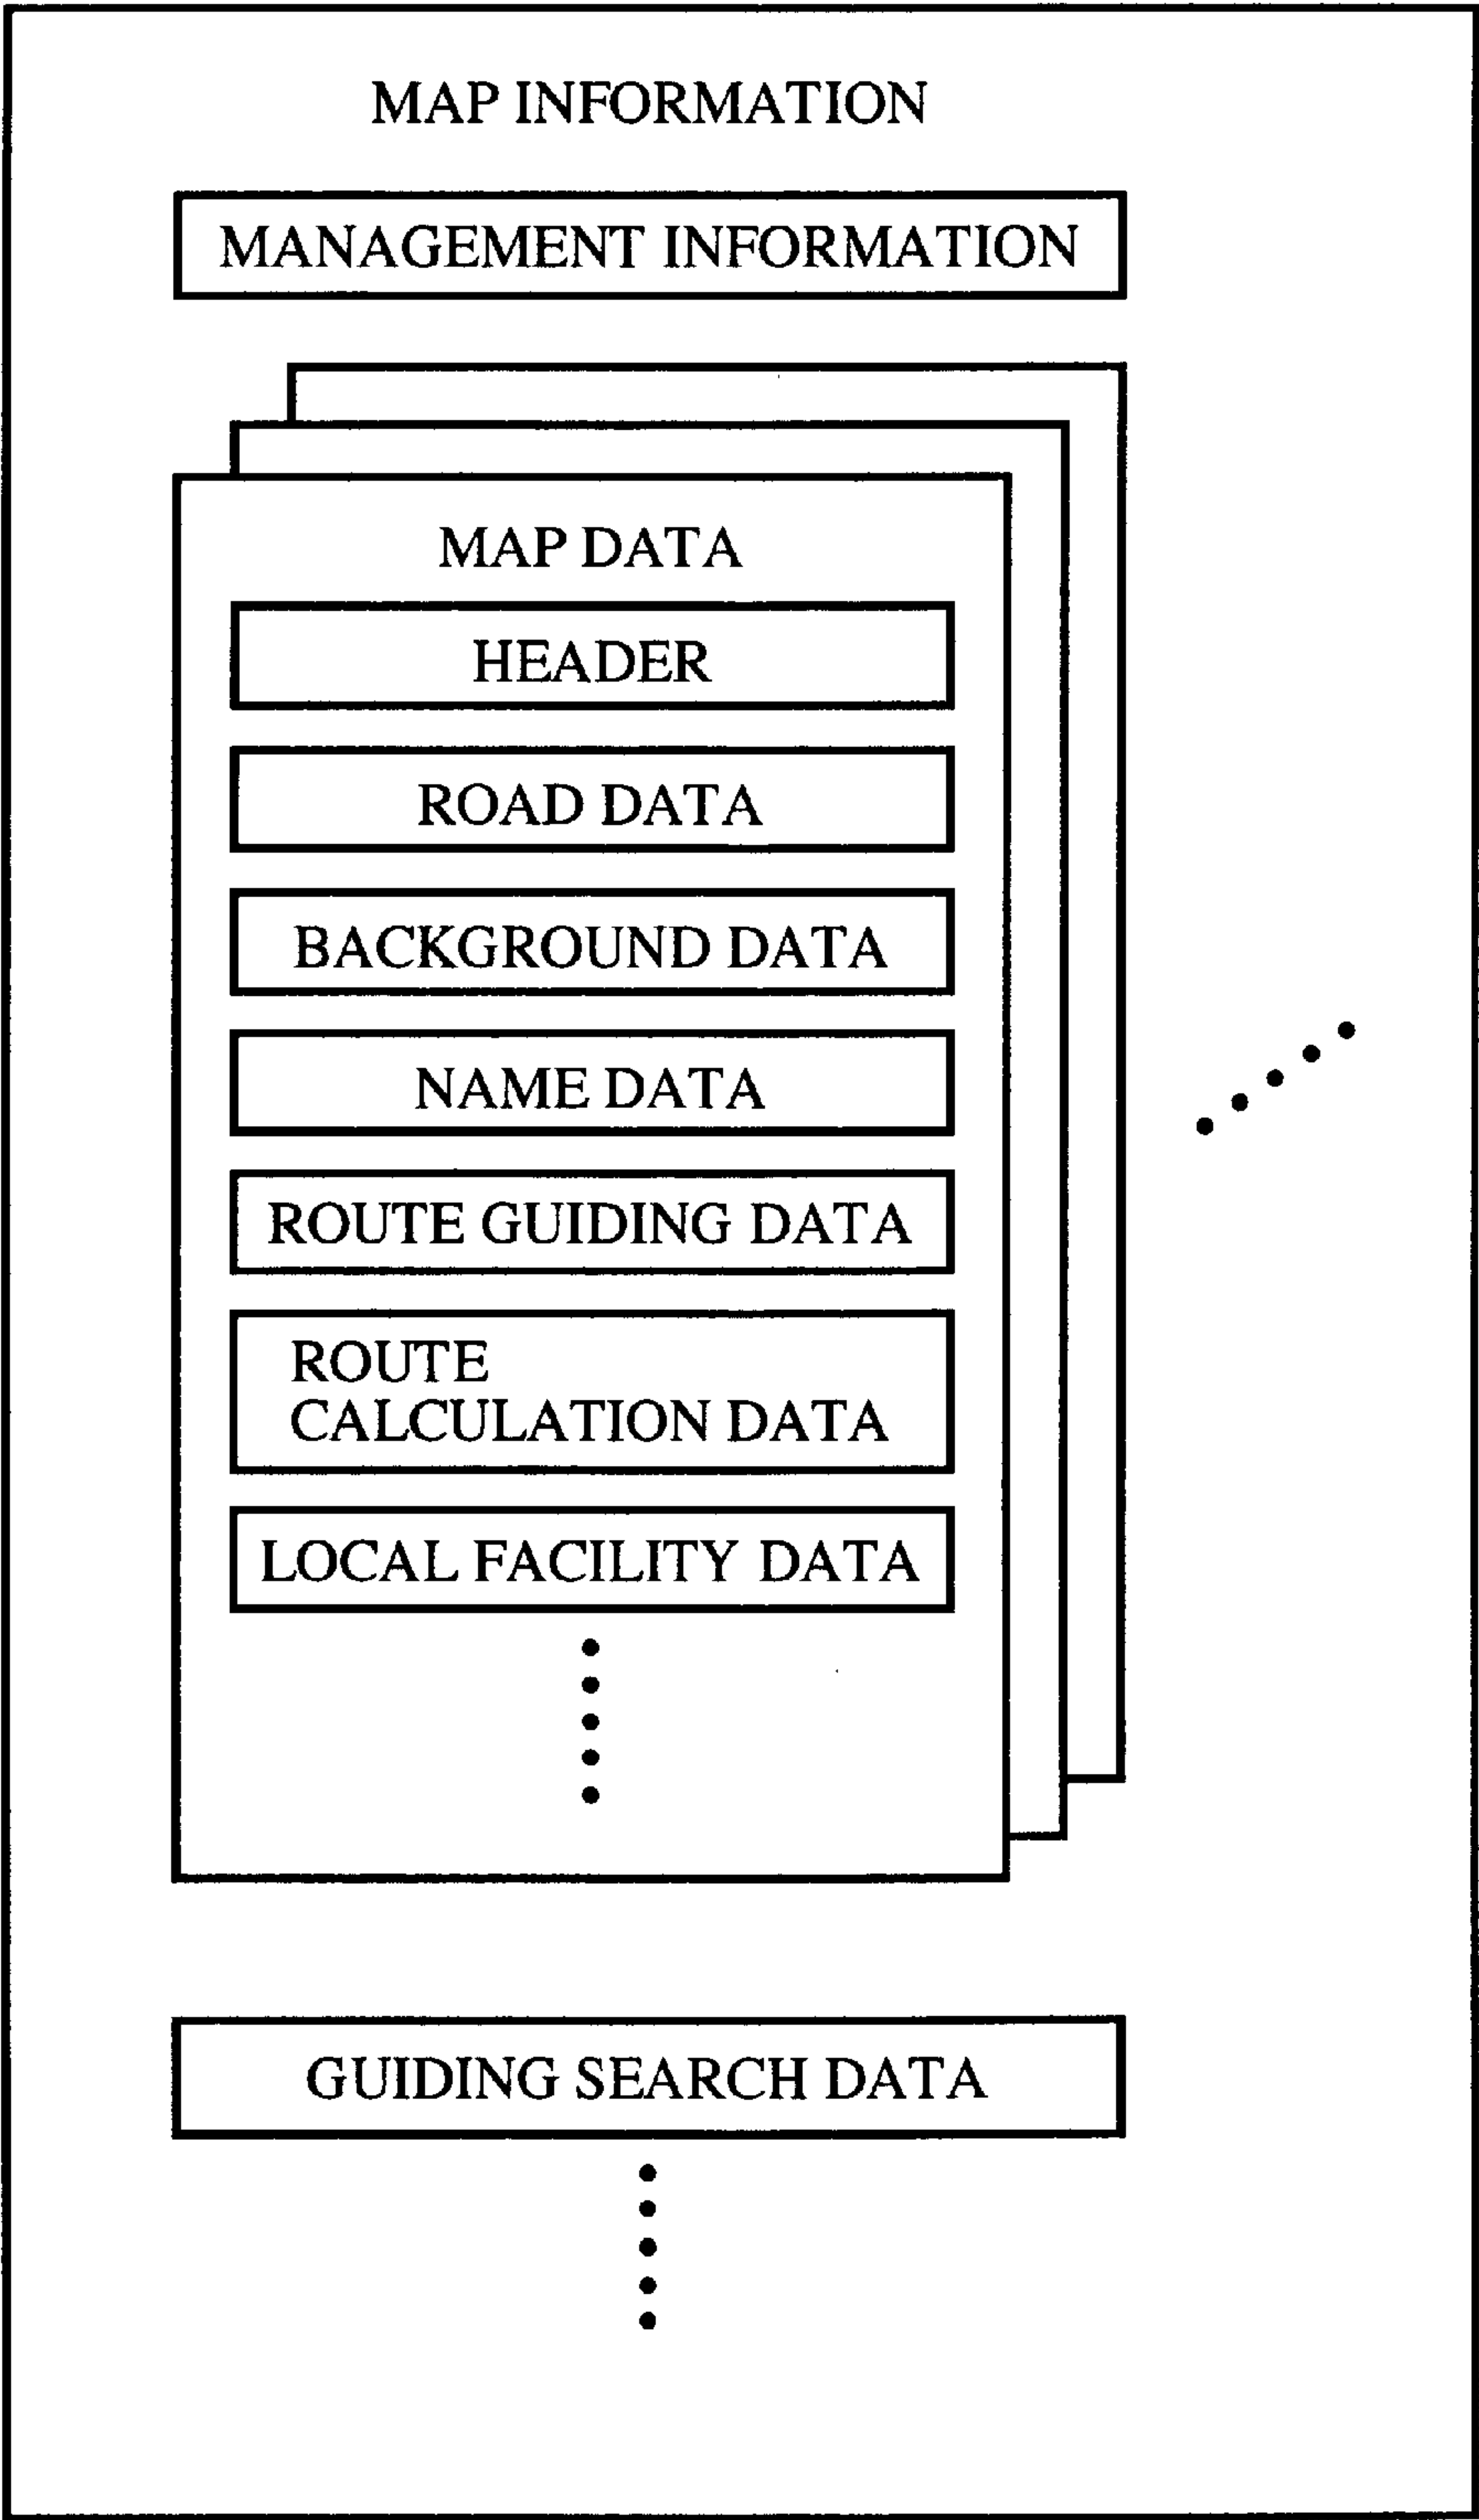 MAP INFORMATION
MANAGEMENT INFORMATION
MAP DATA
HEADER
ROAD DATA
BACKGROUND DATA
NAME DATA
ROUTE GUIDING DATA
ROUTE
CALCULATION DATA
LOCAL FACILITY DATA
GUIDING SEARCH DATA